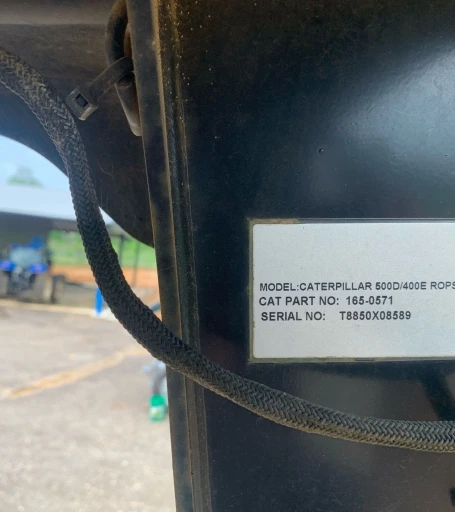 MODEL:CATERPILLAR 500D/400E ROPS
CAT PART NO: 165-0571
SERIAL NO: T8850X08589